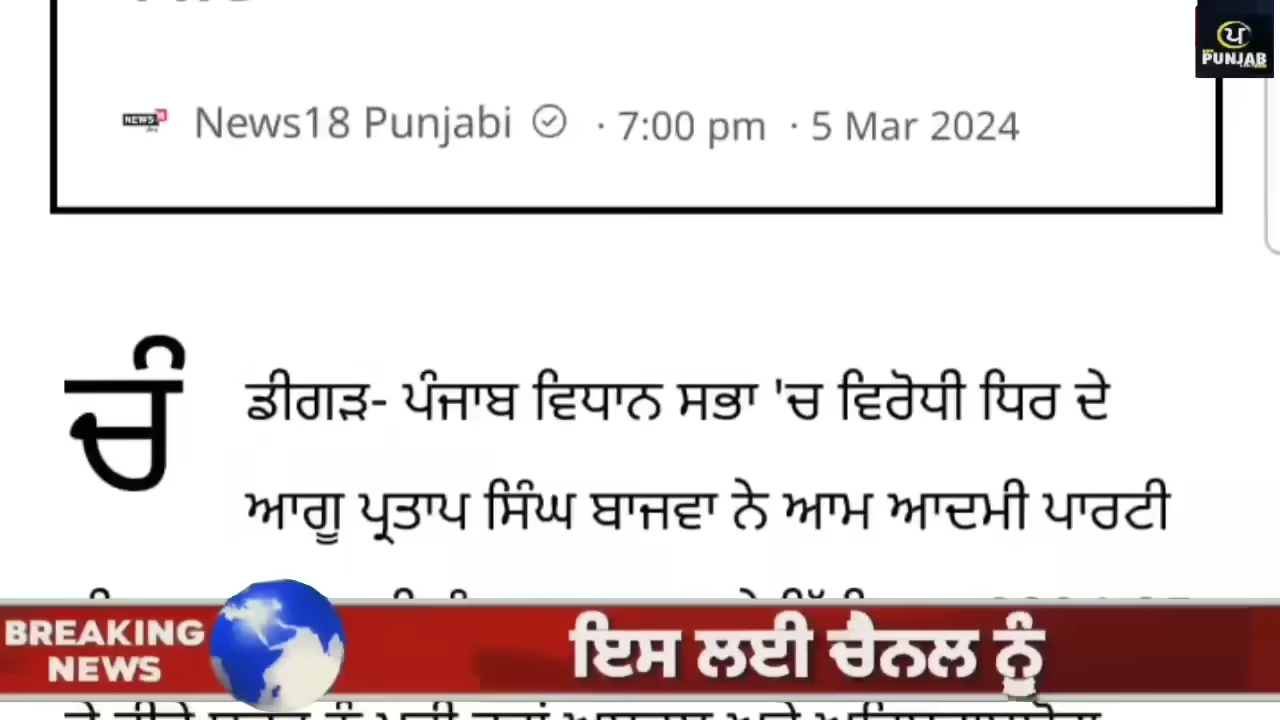 ਪ
PUNJAB
NEWS18
News18 Punjabi · 7:00 pm · 5 Mar 2024
ਚੰਡੀਗੜ- ਪੰਜਾਬ ਵਿਧਾਨ ਸਭਾ 'ਚ ਵਿਰੋਧੀ ਧਿਰ ਦੇ
ਆਗੂ ਪ੍ਰਤਾਪ ਸਿੰਘ ਬਾਜਵਾ ਨੇ ਆਮ ਆਦਮੀ ਪਾਰਟੀ
BREAKING
NEWS
ਇਸ ਲਈ ਚੈਨਲ ਨੂੰ